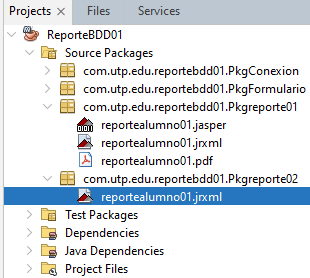 Projects Files Services
ReporteBDD01
Source Packages
com.utp.edu.reportebdd01.PkgConexion
com.utp.edu.reportebdd01.PkgFormulario
com.utp.edu.reportebdd01.Pkgreporte01
reportealumno01.jasper
reportealumno01.jrxml
reportealumno01.pdf
com.utp.edu.reportebdd01.Pkgreporte02
reportealumno01.jrxml
Test Packages
Dependencies
Java Dependencies
Project Files